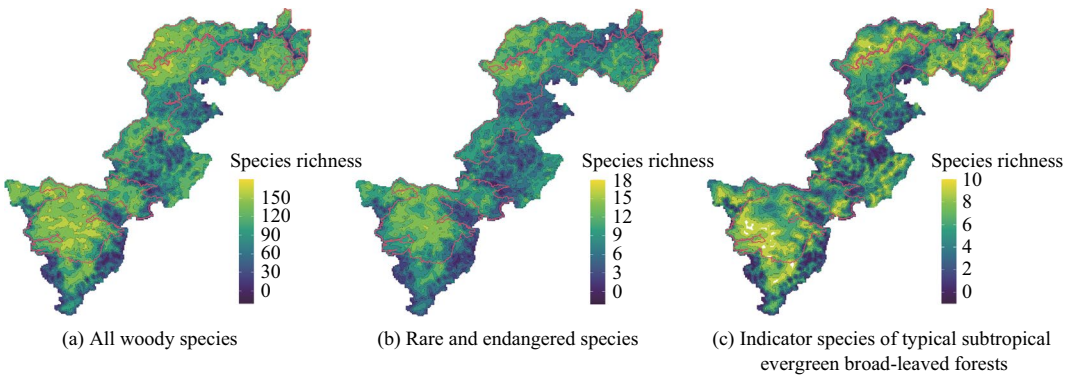 Species richness
150
120
90
60
30
0
(a) All woody species
Species richness
18
15
12
9
6
3
0
(b) Rare and endangered species
Species richness
10
8
6
4
2
0
(c) Indicator species of typical subtropical
evergreen broad-leaved forests